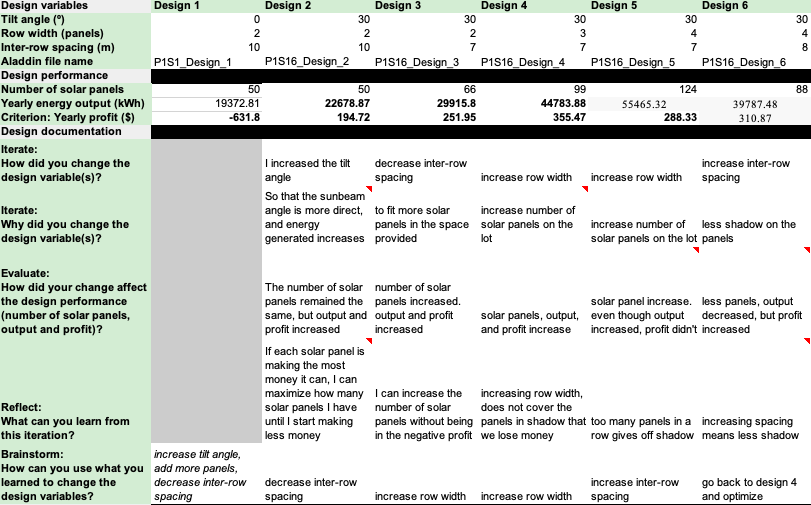 Design variables Design 1 Design 2 Design 3 Design 4 Design 5 Design 6
Tilt angle (º) 0 30 30 30 30 30
Row width (panels) 2 2 2 3 4 4
Inter-row spacing (m) 10 10 7 7 7 8
Aladdin file name P1S1_Design_1 P1S16_Design_2 P1S16_Design_3 P1S16_Design_4 P1S16_Design_5 P1S16_Design_6
Design performance
Number of solar panels 50 50 66 99 124 88
Yearly energy output (kWh) 19372.81 22678.87 29915.8 44783.88 55465.32 39787.48
Criterion: Yearly profit ($) -631.8 194.72 251.95 355.47 288.33 310.87
Design documentation
Iterate:
How did you change the
design variable(s)?
I increased the tilt
angle
decrease inter-row
spacing
increase row width
increase row width
increase inter-row
spacing
Iterate:
Why did you change the
design variable(s)?
So that the sunbeam
angle is more direct,
and energy
generated increases
to fit more solar
panels in the space
provided
increase number of
solar panels on the
lot
increase number of
solar panels on the lot
less shadow on the
panels
Evaluate:
How did your change affect
the design performance
(number of solar panels,
output and profit)?
The number of solar
panels remained the
same, but output and
profit increased
number of solar
panels increased.
output and profit
increased
solar panels, output,
and profit increase
solar panel increase.
even though output
increased, profit didn't
less panels, output
decreased, but profit
increased
Reflect:
What can you learn from
this iteration?
If each solar panel is
making the most
money it can, I can
maximize how many
solar panels I have
until I start making
less money
I can increase the
number of solar
panels without being
in the negative profit
increasing row width,
does not cover the
panels in shadow that
we lose money
too many panels in a
row gives off shadow
increasing spacing
means less shadow
Brainstorm:
How can you use what you
learned to change the
design variables?
increase tilt angle,
add more panels,
decrease inter-row
spacing
decrease inter-row
spacing
increase row width
increase row width
increase inter-row
spacing
go back to design 4
and optimize